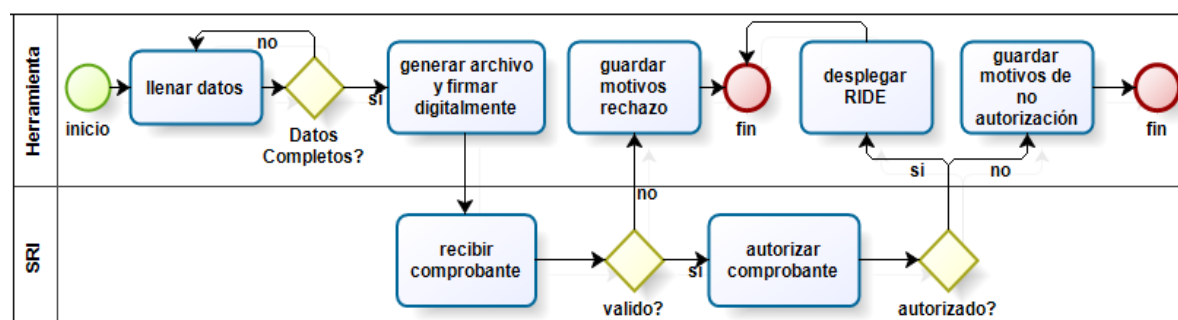 Herramienta
inicio
llenar datos
no
Datos
Completos?
si
generar archivo
y firmar
digitalmente
guardar
motivos
rechazo
fin
desplegar
RIDE
guardar
motivos de
no
autorización
fin
si
no
no
SRI
recibir
comprobante
valido?
si
autorizar
comprobante
autorizado?